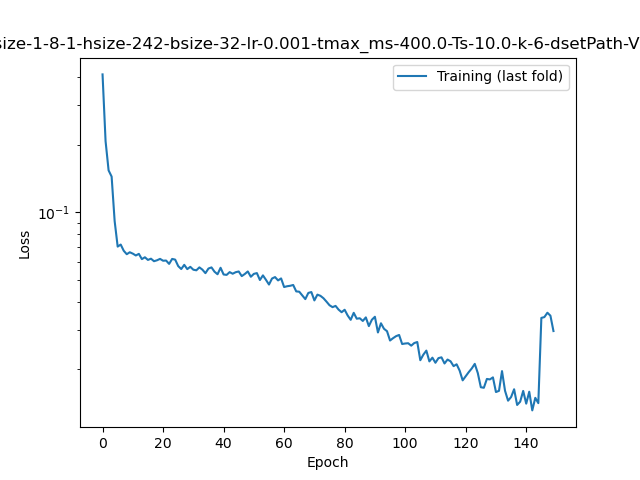 size-1-8-1-hsize-242-bsize-32-lr-0.001-tmax_ms-400.0-Ts-10.0-k-6-dsetPath-V
Training (last fold)
10⁻¹
Loss
0 20 40 60 80 100 120 140
Epoch